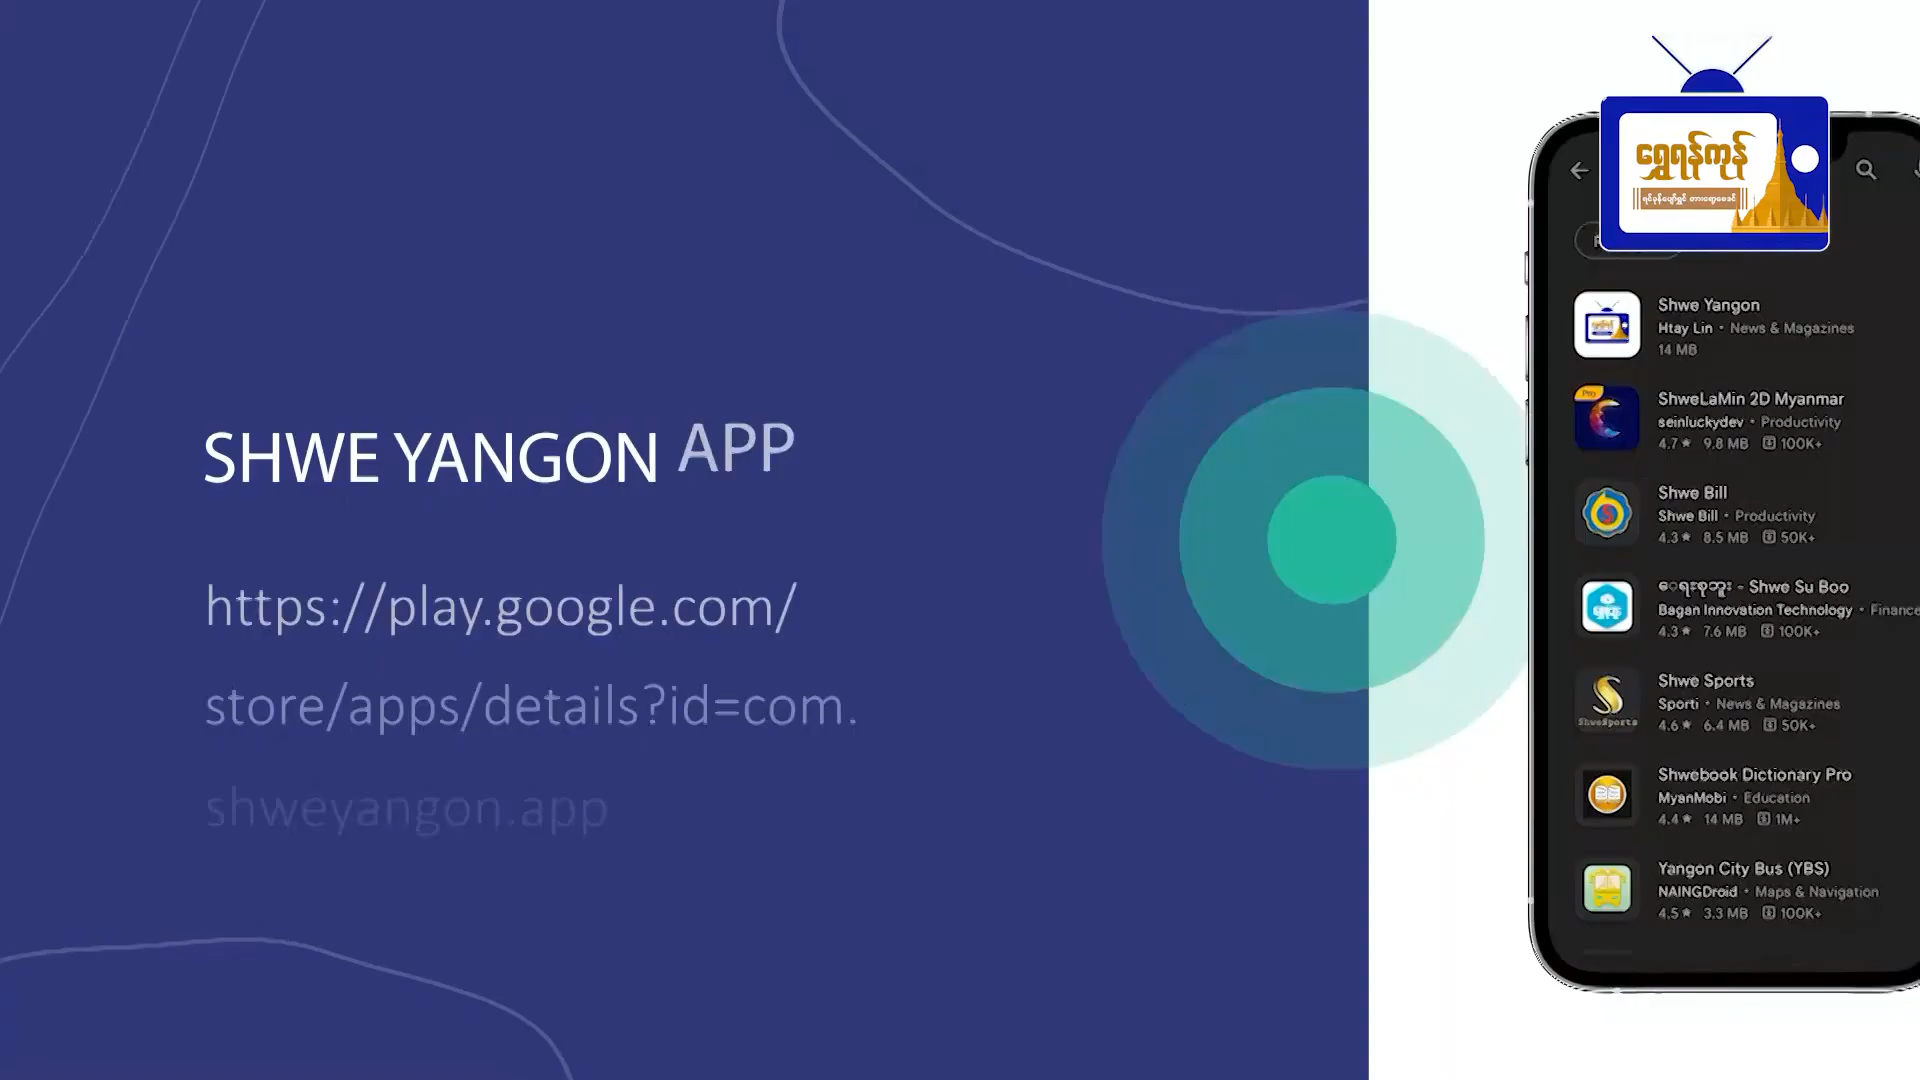 SHWE YANGON APP
https://play.google.com/
store/apps/details?id=com.
shweyangon.app
ရွှေရန်ကုန်
Shwe Yangon
Htay Lin • News & Magazines
14 MB
Pro
ShweLaMin 2D Myanmar
seinluckydev • Productivity
4.7★ 9.8 MB 100K+
Shwe Bill
Shwe Bill • Productivity
4.3★ 8.5 MB 50K+
- Shwe Su Boo
Bagan Innovation Technology • Finance
4.3★ 7.6 MB 100K+
ShweSports
Shwe Sports
Sporti • News & Magazines
4.6★ 6.4 MB 50K+
Shwebook Dictionary Pro
MyanMobi • Education
4.4★ 14 MB 1M+
Yangon City Bus (YBS)
NAINGDroid • Maps & Navigation
4.5★ 3.3 MB 100K+